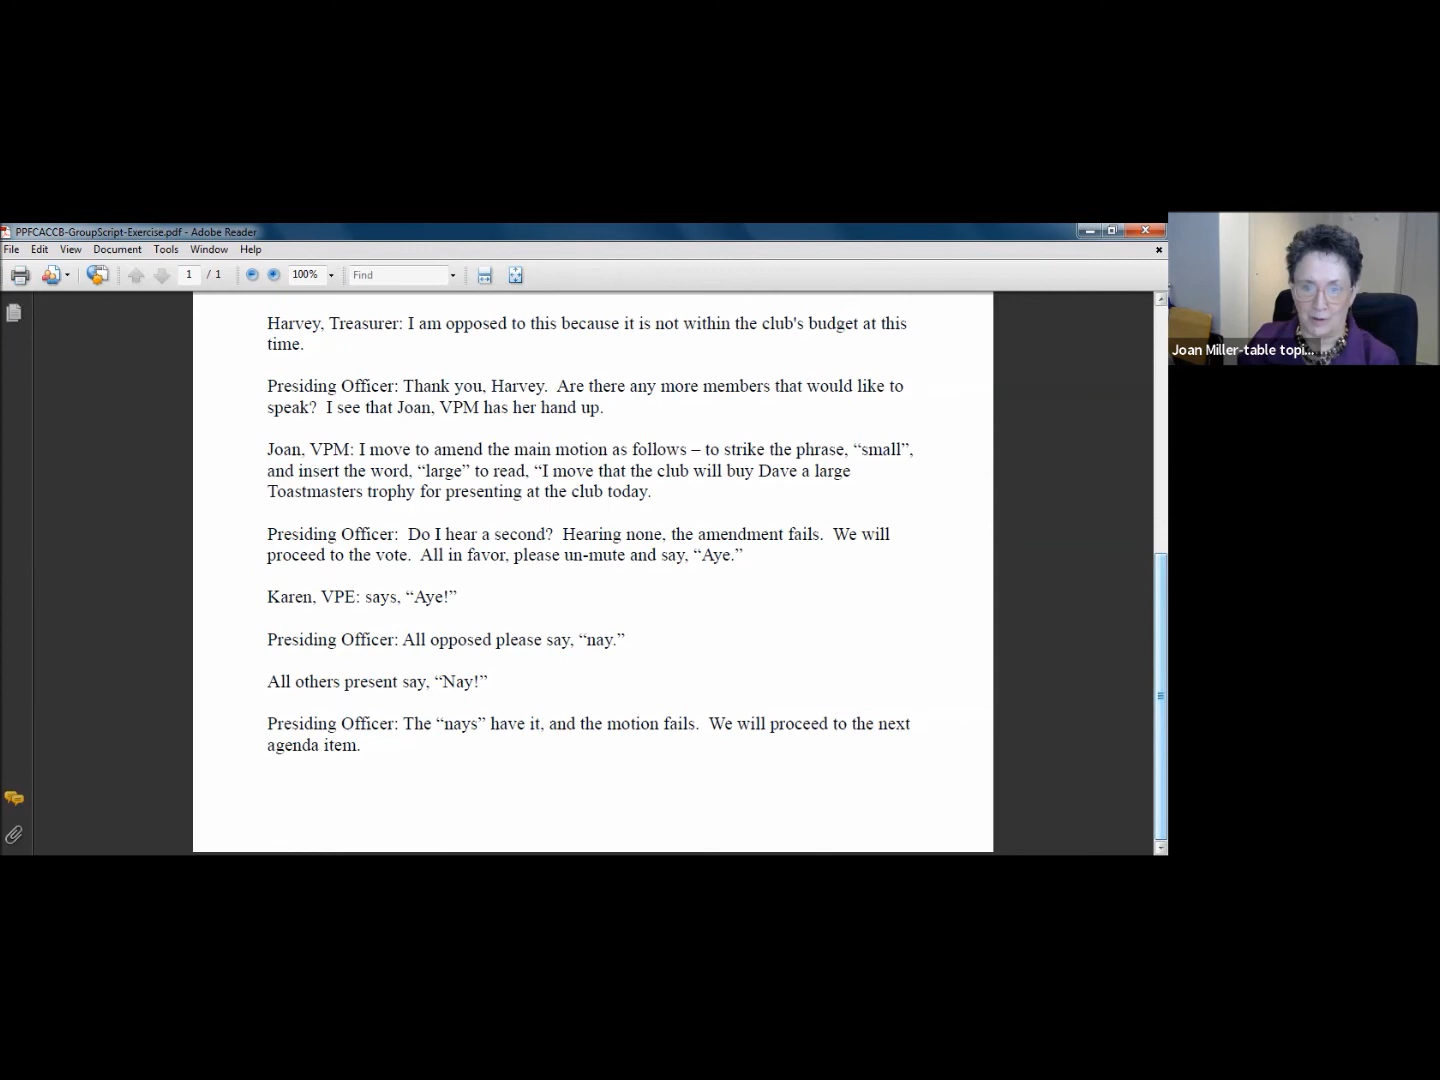 PPFCACCB-GroupScript-Exercise.pdf - Adobe Reader
File Edit View Document Tools Window Help
1 / 1 100% Find
Harvey, Treasurer: I am opposed to this because it is not within the club's budget at this
time.
Presiding Officer: Thank you, Harvey.  Are there any more members that would like to
speak?  I see that Joan, VPM has her hand up.
Joan, VPM: I move to amend the main motion as follows – to strike the phrase, “small”,
and insert the word, “large” to read, “I move that the club will buy Dave a large
Toastmasters trophy for presenting at the club today.
Presiding Officer:  Do I hear a second?  Hearing none, the amendment fails.  We will
proceed to the vote.  All in favor, please un-mute and say, “Aye.”
Karen, VPE: says, “Aye!”
Presiding Officer: All opposed please say, “nay.”
All others present say, “Nay!”
Presiding Officer: The “nays” have it, and the motion fails.  We will proceed to the next
agenda item.
Joan Miller-table topi...